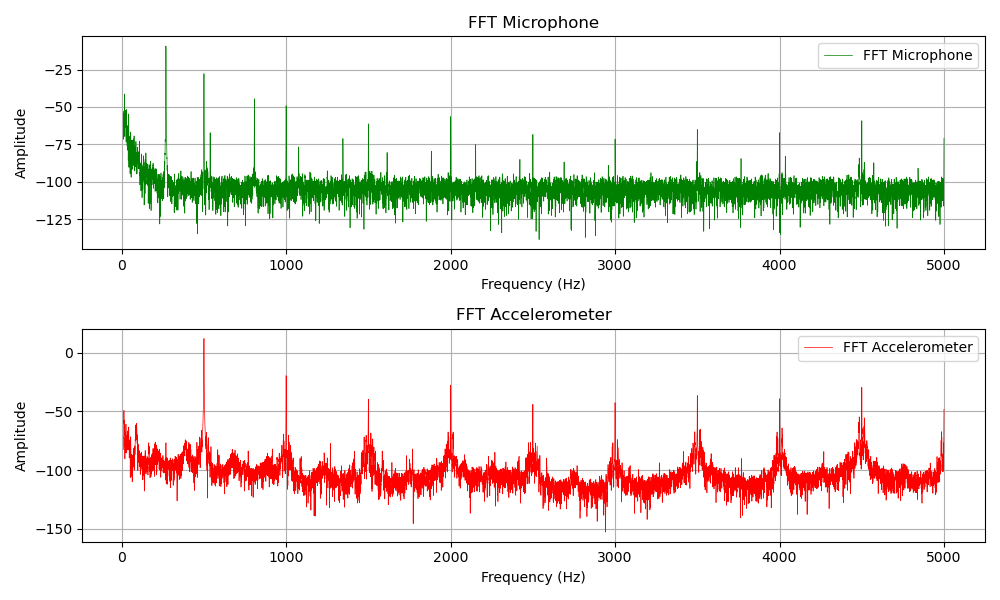 FFT Microphone
FFT Microphone
Amplitude
−25
−50
−75
−100
−125
0 1000 2000 3000 4000 5000
Frequency (Hz)
FFT Accelerometer
FFT Accelerometer
Amplitude
0
−50
−100
−150
0 1000 2000 3000 4000 5000
Frequency (Hz)